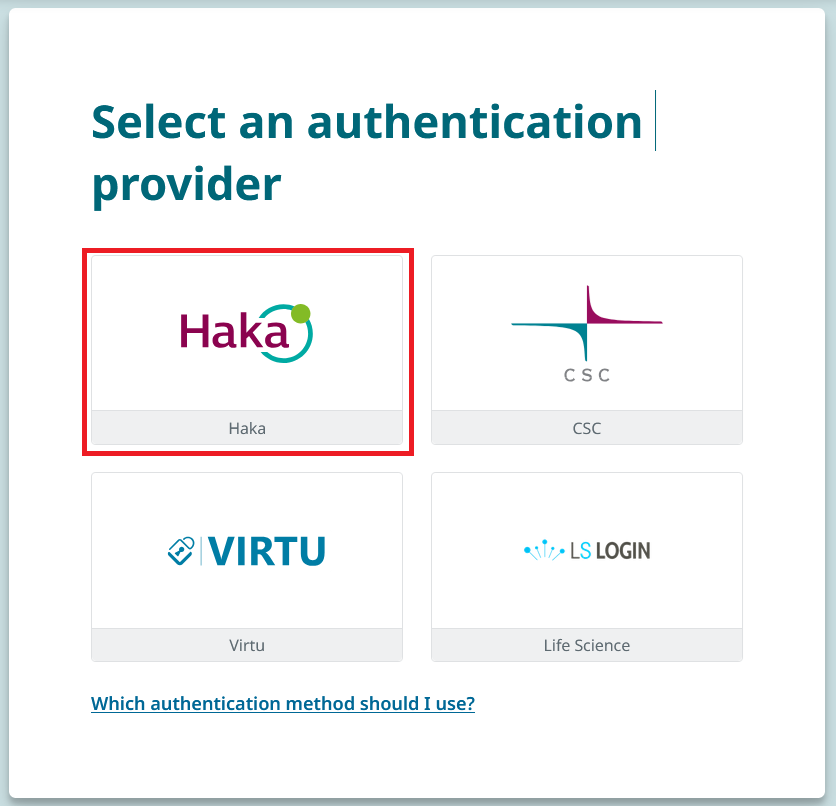 Select an authentication
provider
Haka
Haka
CSC
CSC
VIRTU
Virtu
LS LOGIN
Life Science
Which authentication method should I use?